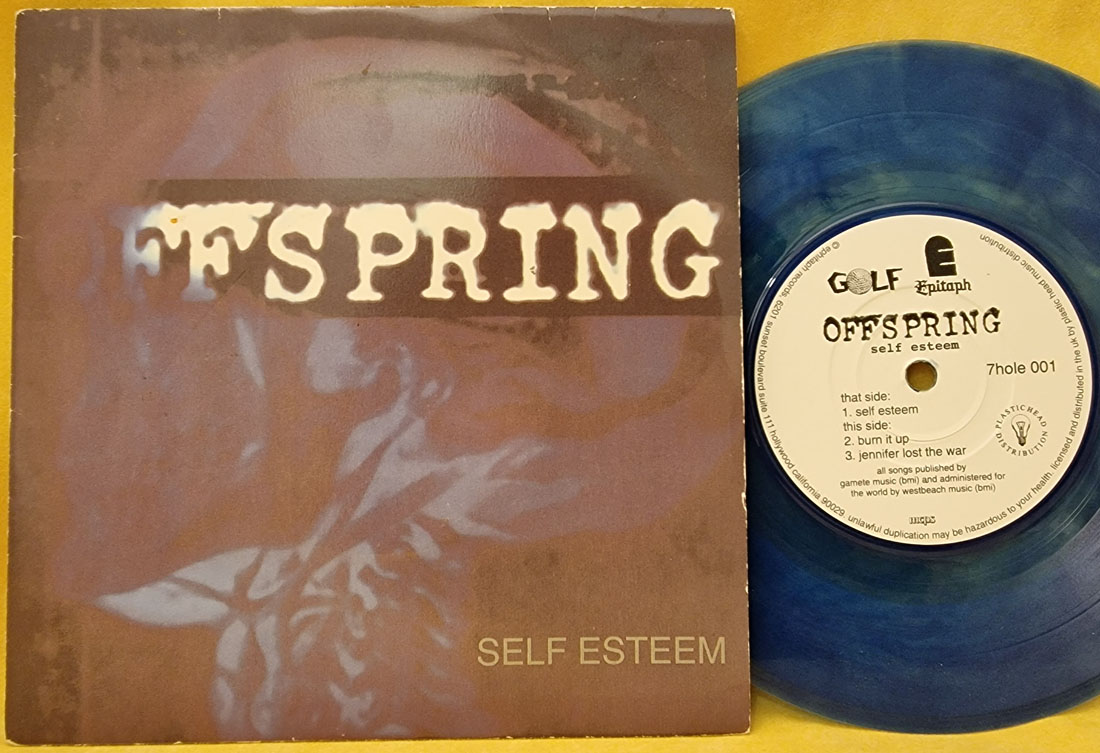 OFFSPRING
SELF ESTEEM
GOLF
Epitaph
OFFSPRING
self esteem
7hole 001
that side:
1. self esteem
this side:
2. burn it up
3. jennifer lost the war
all songs published by
gamete music (bmi) and administered for
the world by westbeach music (bmi)
mcps
PLASTICHEAD DISTRIBUTION
© epitaph records, 6201 sunset boulevard suite 111 hollywood california 90029. unlawful duplication may be hazardous to your health. licensed and distributed in the uk by plastic head music distribution